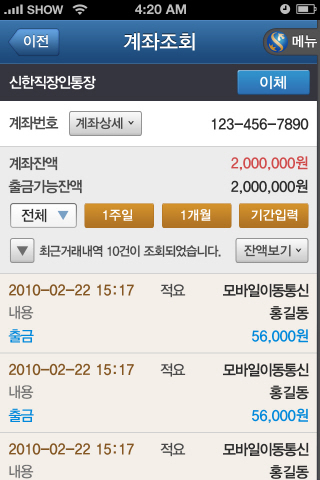 SHOW 4:20 AM
이전 계좌조회 메뉴
신한직장인통장 이체
계좌번호 계좌상세 123-456-7890
계좌잔액 2,000,000원
출금가능잔액 2,000,000원
전체 1주일 1개월 기간입력
최근거래내역 10건이 조회되었습니다. 잔액보기
2010-02-22 15:17 적요 모바일이동통신
내용 홍길동
출금 56,000원
2010-02-22 15:17 적요 모바일이동통신
내용 홍길동
출금 56,000원
2010-02-22 15:17 적요 모바일이동통신
내용 홍길동